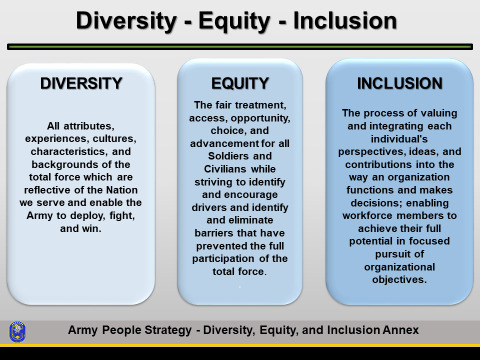 Diversity - Equity - Inclusion
DIVERSITY
All attributes,
experiences, cultures,
characteristics, and
backgrounds of the
total force which are
reflective of the Nation
we serve and enable the
Army to deploy, fight,
and win.
EQUITY
The fair treatment,
access, opportunity,
choice, and
advancement for all
Soldiers and
Civilians while
striving to identify
and encourage
drivers and identify
and eliminate
barriers that have
prevented the full
participation of the
total force.
INCLUSION
The process of valuing
and integrating each
individual's
perspectives, ideas, and
contributions into the
way an organization
functions and makes
decisions; enabling
workforce members to
achieve their full
potential in focused
pursuit of
organizational
objectives.
Army People Strategy - Diversity, Equity, and Inclusion Annex